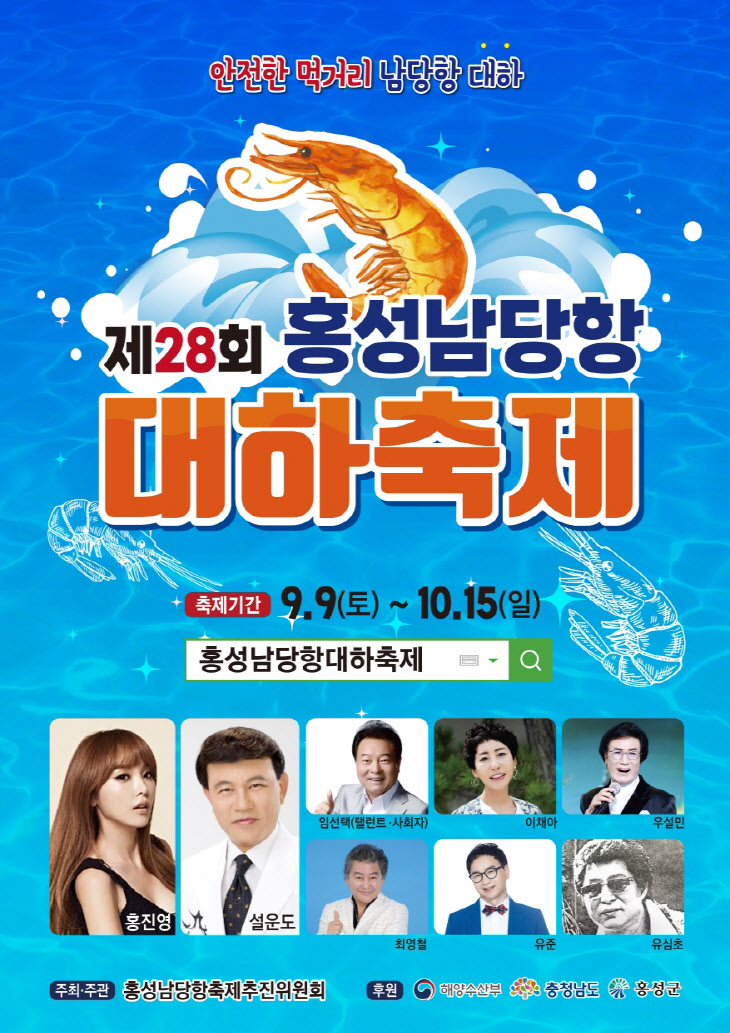 안전한 먹거리 남당항 대하
제28회 홍성남당항
대하축제
축제기간 9.9(토) ~ 10.15(일)
홍성남당항대하축제
홍진영
설운도
임선택(탤런트·사회자)
이채아
우설민
최영철
유준
유심초
주최·주관 홍성남당항축제추진위원회 후원 해양수산부 충청남도 홍성군